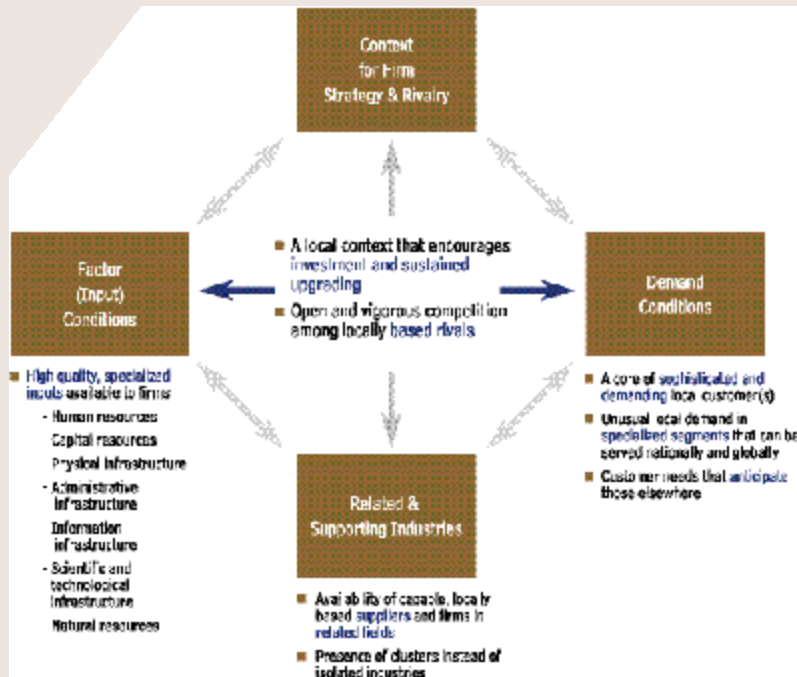 Context
for Firm
Strategy & Rivalry
Factor
(Input)
Conditions
■ A local context that encourages
investment and sustained
upgrading
■ Open and vigorous competition
among locally based rivals
Demand
Conditions
■ High quality, specialized
inputs available to firms
- Human resources
Capital resources
Physical infrastructure
- Administrative
infrastructure
Information
infrastructure
- Scientific and
technological
infrastructure
Natural resources
■ A core of sophisticated and
demanding local customer(s)
■ Unusual local demand in
specialized segments that can be
served nationally and globally
■ Customer needs that anticipate
those elsewhere
Related &
Supporting Industries
■ Availability of capable, locally
based suppliers and firms in
related fields
■ Presence of clusters instead of
isolated industries